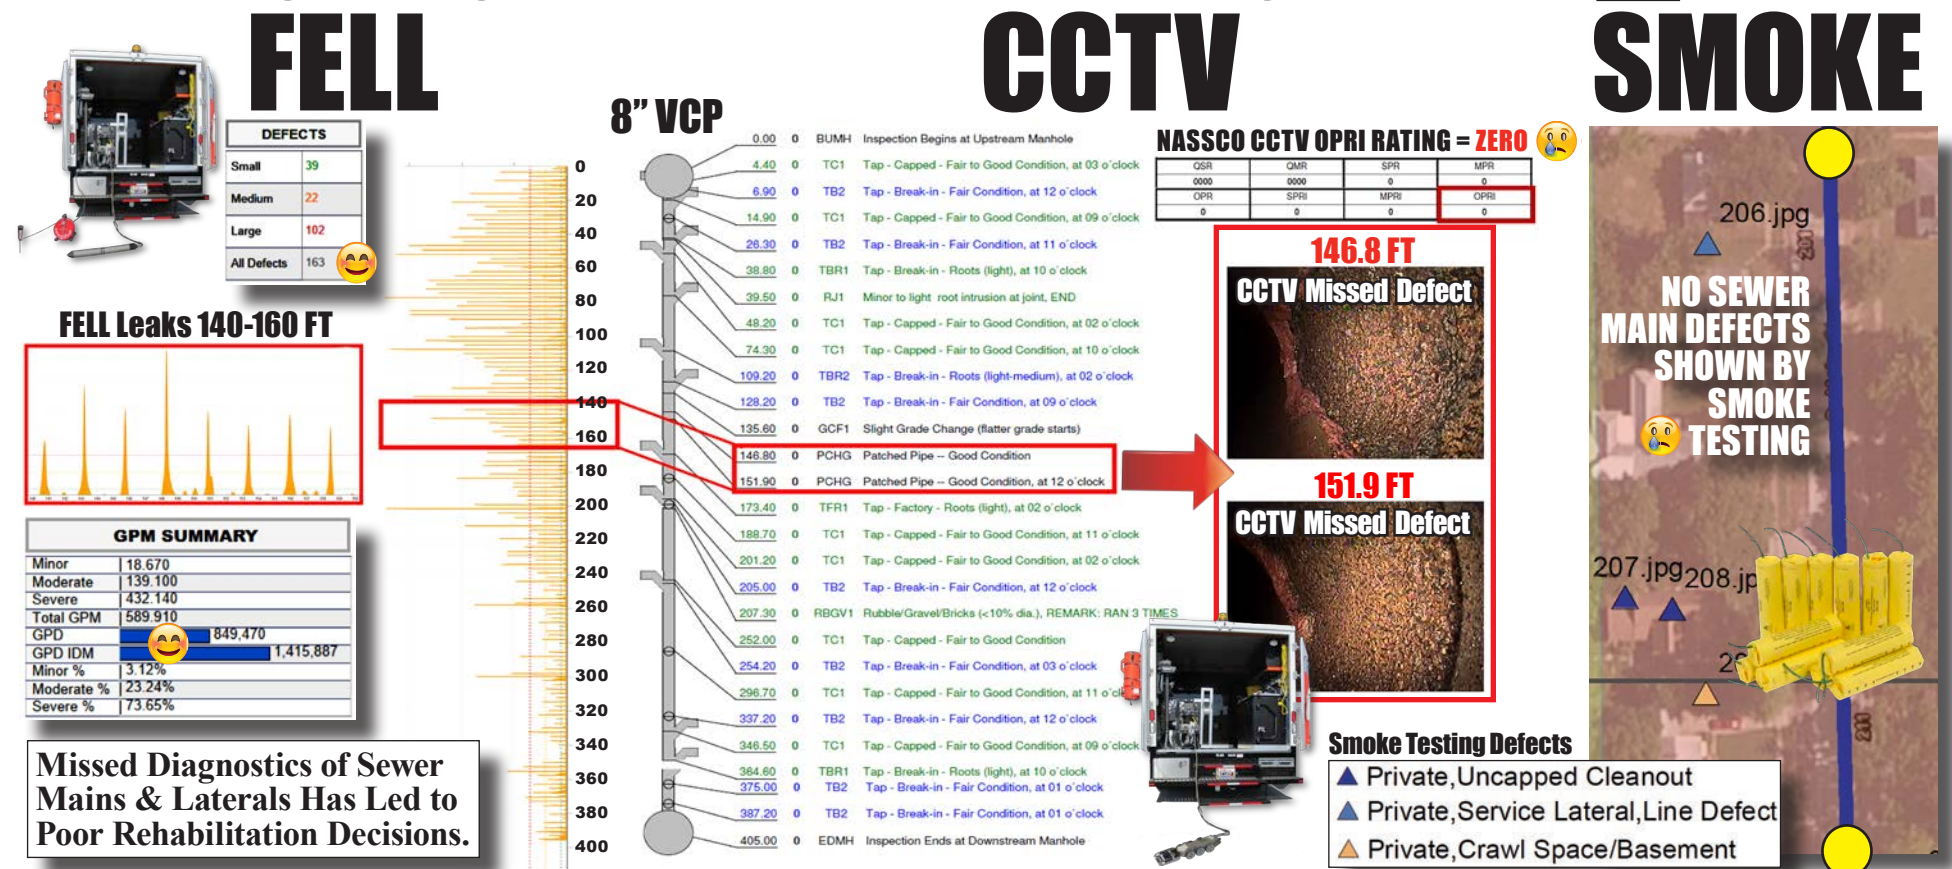 FELL
CCTV
SMOKE
DEFECTS
Small 39
Medium 22
Large 102
All Defects 163
FELL Leaks 140-160 FT
GPM SUMMARY
Minor 18.670
Moderate 139.100
Severe 432.140
Total GPM 589.910
GPD 849,470
GPD IDM 1,415,887
Minor % 3.12%
Moderate % 23.24%
Severe % 73.65%
Missed Diagnostics of Sewer
Mains & Laterals Has Led to
Poor Rehabilitation Decisions.
0
20
40
60
80
100
120
140
160
180
200
220
240
260
280
300
320
340
360
380
400
8” VCP
0.00 0 BUMH Inspection Begins at Upstream Manhole
4.40 0 TC1 Tap - Capped - Fair to Good Condition, at 03 o´clock
6.90 0 TB2 Tap - Break-in - Fair Condition, at 12 o´clock
14.90 0 TC1 Tap - Capped - Fair to Good Condition, at 09 o´clock
26.30 0 TB2 Tap - Break-in - Fair Condition, at 11 o´clock
38.80 0 TBR1 Tap - Break-in - Roots (light), at 10 o´clock
39.50 0 RJ1 Minor to light root intrusion at joint, END
48.20 0 TC1 Tap - Capped - Fair to Good Condition, at 02 o´clock
74.30 0 TC1 Tap - Capped - Fair to Good Condition, at 10 o´clock
109.20 0 TBR2 Tap - Break-in - Roots (light-medium), at 02 o´clock
128.20 0 TB2 Tap - Break-in - Fair Condition, at 09 o´clock
135.60 0 GCF1 Slight Grade Change (flatter grade starts)
146.80 0 PCHG Patched Pipe -- Good Condition
151.90 0 PCHG Patched Pipe -- Good Condition, at 12 o´clock
173.40 0 TFR1 Tap - Factory - Roots (light), at 02 o´clock
188.70 0 TC1 Tap - Capped - Fair to Good Condition, at 11 o´clock
201.20 0 TC1 Tap - Capped - Fair to Good Condition, at 02 o´clock
205.00 0 TB2 Tap - Break-in - Fair Condition, at 12 o´clock
207.30 0 RBGV1 Rubble/Gravel/Bricks (<10% dia.), REMARK: RAN 3 TIMES
252.00 0 TC1 Tap - Capped - Fair to Good Condition
254.20 0 TB2 Tap - Break-in - Fair Condition, at 03 o´clock
296.70 0 TC1 Tap - Capped - Fair to Good Condition, at 11 o´cl
337.20 0 TB2 Tap - Break-in - Fair Condition, at 12 o´clock
346.50 0 TC1 Tap - Capped - Fair to Good Condition, at 09 o´clock
364.60 0 TBR1 Tap - Break-in - Roots (light), at 10 o´clock
375.00 0 TB2 Tap - Break-in - Fair Condition, at 01 o´clock
387.20 0 TB2 Tap - Break-in - Fair Condition, at 01 o´clock
405.00 0 EDMH Inspection Ends at Downstream Manhole
NASSCO CCTV OPRI RATING = ZERO
QSR QMR SPR MPR
0000 0000 0 0
OPR SPRI MPRI OPRI
0 0 0 0
146.8 FT
CCTV Missed Defect
151.9 FT
CCTV Missed Defect
206.jpg
NO SEWER
MAIN DEFECTS
SHOWN BY
SMOKE
TESTING
207.jpg
208.jp
200
Smoke Testing Defects
Private,Uncapped Cleanout
Private,Service Lateral,Line Defect
Private,Crawl Space/Basement